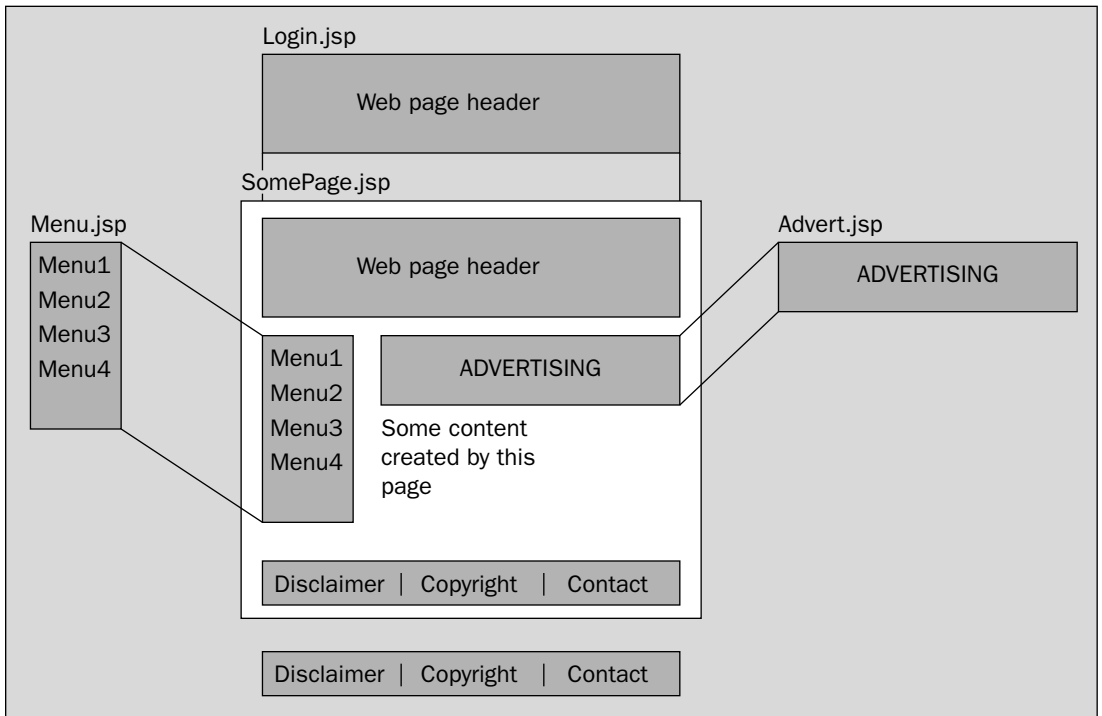 Login.jsp
Web page header
SomePage.jsp
Menu.jsp
Menu1
Menu2
Menu3
Menu4
Web page header
Advert.jsp
ADVERTISING
Menu1
Menu2
Menu3
Menu4
ADVERTISING
Some content
created by this
page
Disclaimer | Copyright | Contact
Disclaimer | Copyright | Contact